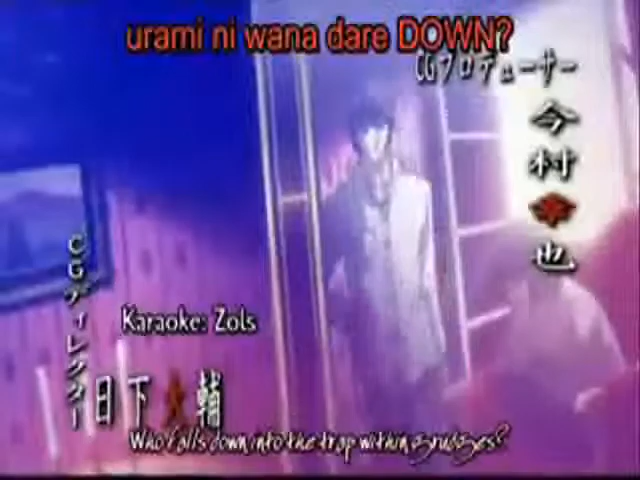 urami ni wana dare DOWN?
CGプロデューサー
今村幸也
CGディレクター
日下大輔
Karaoke: Zols
Who falls down into the trap within grudges?